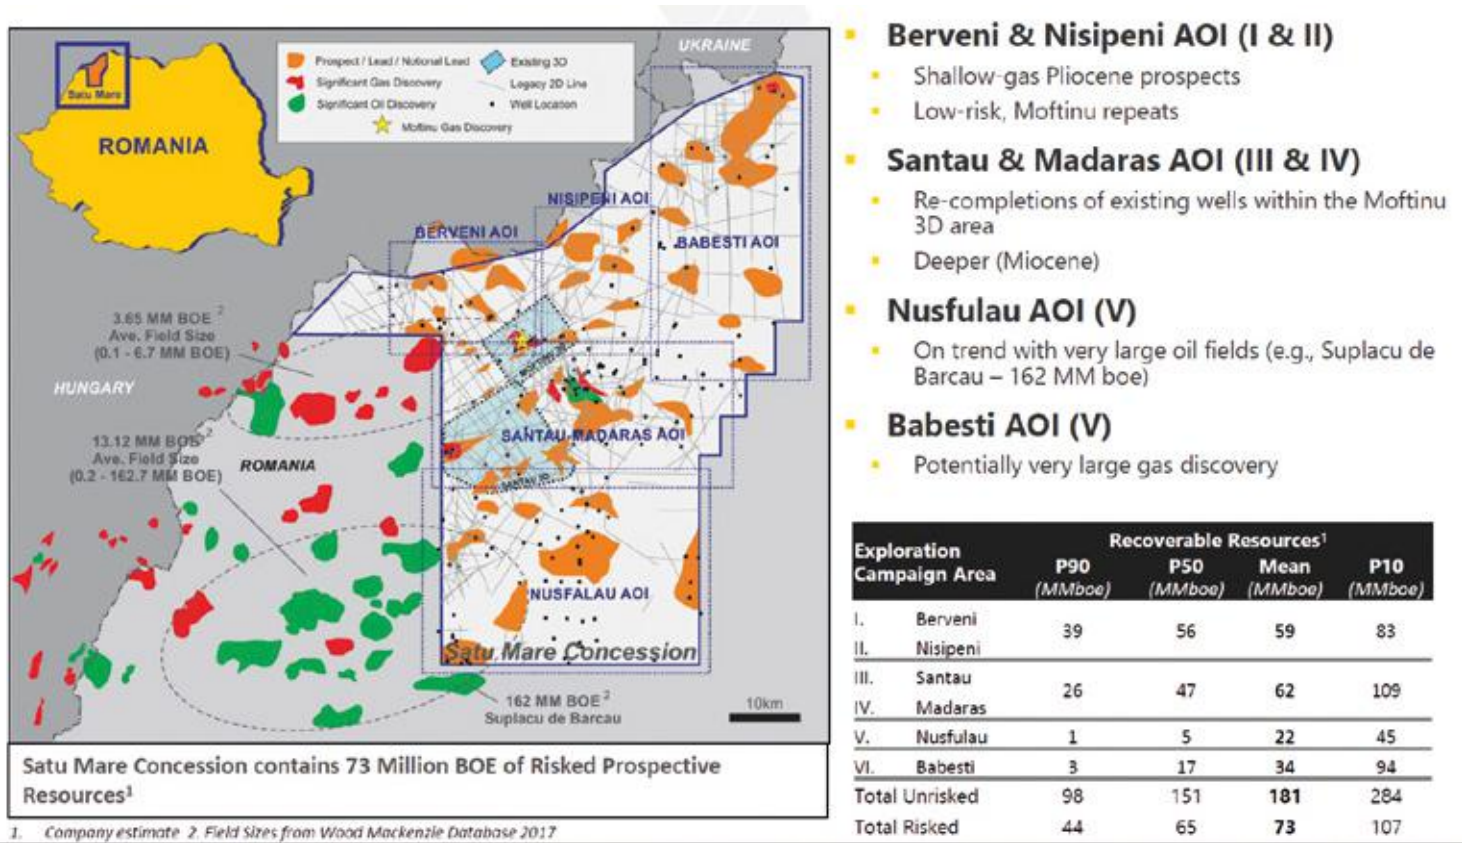 UKRAINE
Prospect / Lead / Notional Lead
Existing 3D
Significant Gas Discovery
Legacy 2D Line
Significant Oil Discovery
Well Location
Moftinu Gas Discovery
Satu Mare
ROMANIA
NISIPENI AOI
BERVENI AOI
BABESTI AOI
3.65 MM BOE 2
Ave. Field Size
(0.1 - 6.7 MM BOE)
HUNGARY
13.12 MM BOE 2
Ave. Field Size
(0.2 - 162.7 MM BOE)
ROMANIA
SANTAU-MADARAS AOI
SANTAU 3D
NUSFALAU AOI
Satu Mare Concession
162 MM BOE 2
Suplacu de Barcau
10km
Satu Mare Concession contains 73 Million BOE of Risked Prospective
Resources1
1. Company estimate 2. Field Sizes from Wood Mackenzie Database 2017
Berveni & Nisipeni AOI (I & II)
Shallow-gas Pliocene prospects
Low-risk, Moftinu repeats
Santau & Madaras AOI (III & IV)
Re-completions of existing wells within the Moftinu
3D area
Deeper (Miocene)
Nusfulau AOI (V)
On trend with very large oil fields (e.g., Suplacu de
Barcau – 162 MM boe)
Babesti AOI (V)
Potentially very large gas discovery
Exploration
Campaign Area
Recoverable Resources1
P90 P50 Mean P10
(MMboe) (MMboe) (MMboe) (MMboe)
I. Berveni
39 56 59 83
II. Nisipeni
III. Santau
26 47 62 109
IV. Madaras
V. Nusfulau 1 5 22 45
VI. Babesti 3 17 34 94
Total Unrisked 98 151 181 284
Total Risked 44 65 73 107